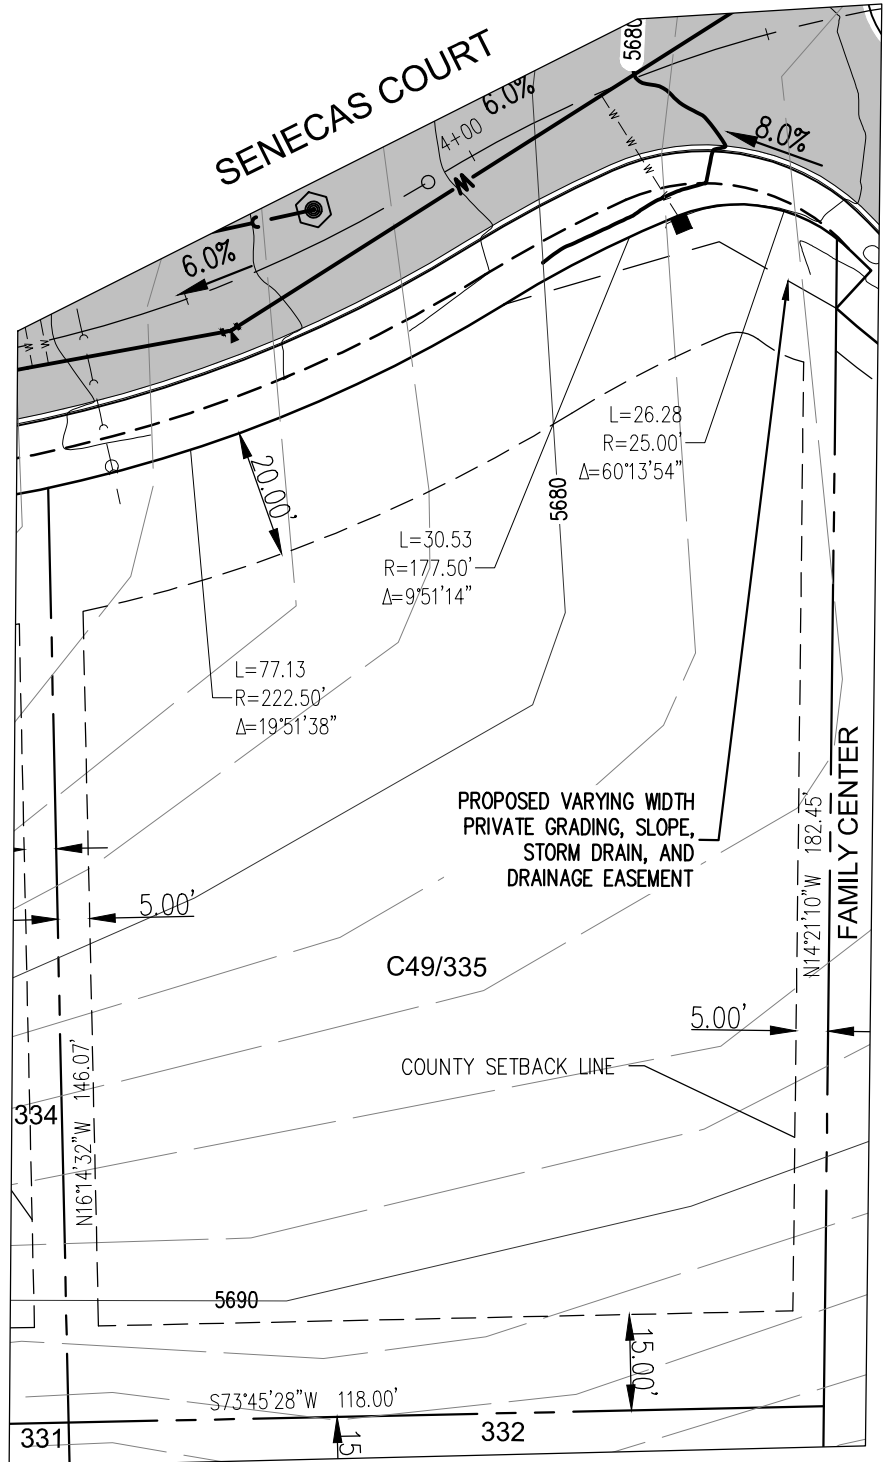 SENECAS COURT
5680
6.0%
4+00
8.0%
W
6.0%
W
W
W
W
W
L=26.28
R=25.00'
Δ=60°13'54"
20.00'
5680
L=30.53
R=177.50'
Δ=9°51'14"
L=77.13
R=222.50'
Δ=19°51'38"
PROPOSED VARYING WIDTH
PRIVATE GRADING, SLOPE,
STORM DRAIN, AND
DRAINAGE EASEMENT
N14°21'10"W 182.45'
FAMILY CENTER
5.00'
C49/335
5.00'
COUNTY SETBACK LINE
334
N16°14'32"W 146.07'
5690
15.00'
S73°45'28"W 118.00'
331
15
332